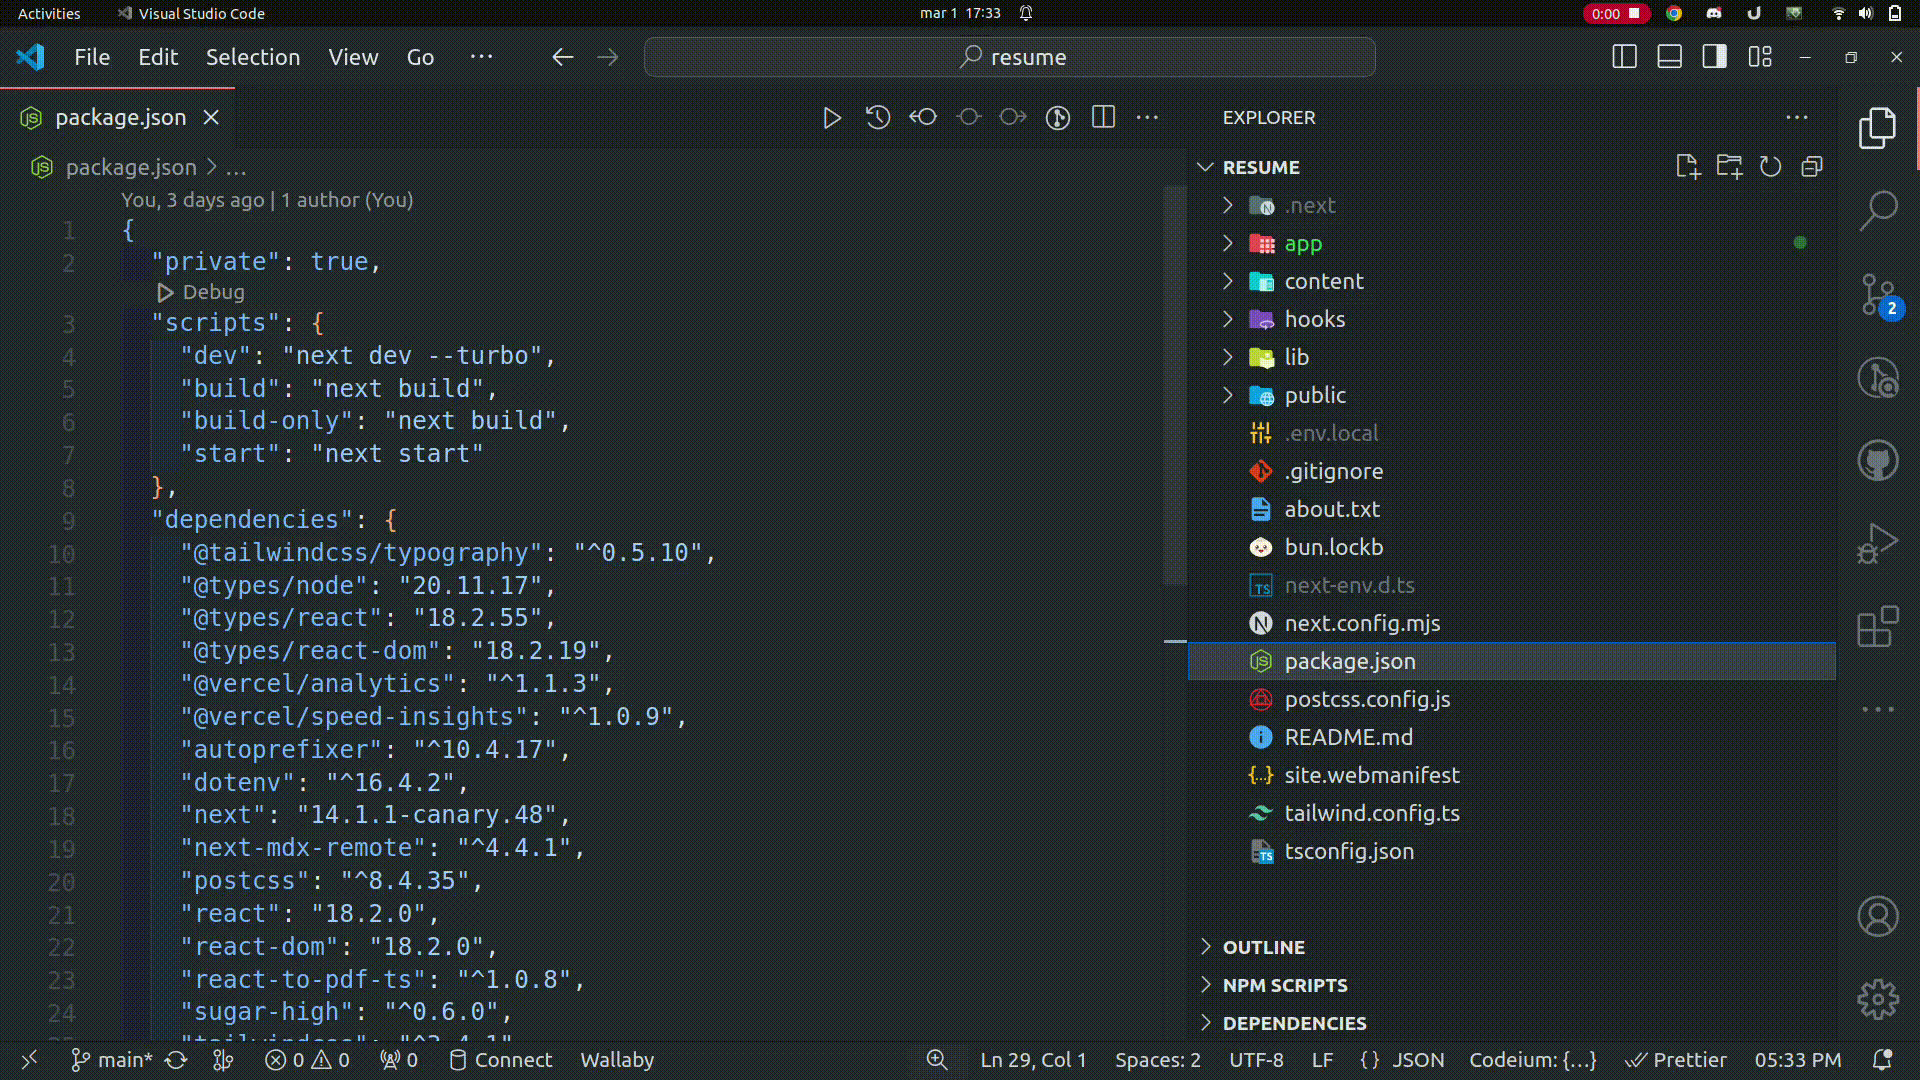 Activities Visual Studio Code mar 1 17:33 0:00
File Edit Selection View Go ··· resume
package.json
package.json > ...
You, 3 days ago | 1 author (You)
1 {
2 "private": true,
Debug
3 "scripts": {
4 "dev": "next dev --turbo",
5 "build": "next build",
6 "build-only": "next build",
7 "start": "next start"
8 },
9 "dependencies": {
10 "@tailwindcss/typography": "^0.5.10",
11 "@types/node": "20.11.17",
12 "@types/react": "18.2.55",
13 "@types/react-dom": "18.2.19",
14 "@vercel/analytics": "^1.1.3",
15 "@vercel/speed-insights": "^1.0.9",
16 "autoprefixer": "^10.4.17",
17 "dotenv": "^16.4.2",
18 "next": "14.1.1-canary.48",
19 "next-mdx-remote": "^4.4.1",
20 "postcss": "^8.4.35",
21 "react": "18.2.0",
22 "react-dom": "18.2.0",
23 "react-to-pdf-ts": "^1.0.8",
24 "sugar-high": "^0.6.0",
EXPLORER
RESUME
.next
app
content
hooks
lib
public
.env.local
.gitignore
about.txt
bun.lockb
next-env.d.ts
next.config.mjs
package.json
postcss.config.js
README.md
site.webmanifest
tailwind.config.ts
tsconfig.json
OUTLINE
NPM SCRIPTS
DEPENDENCIES
2
main* 0 0 0 Connect Wallaby Ln 29, Col 1 Spaces: 2 UTF-8 LF {} JSON Codeium: {...} Prettier 05:33 PM